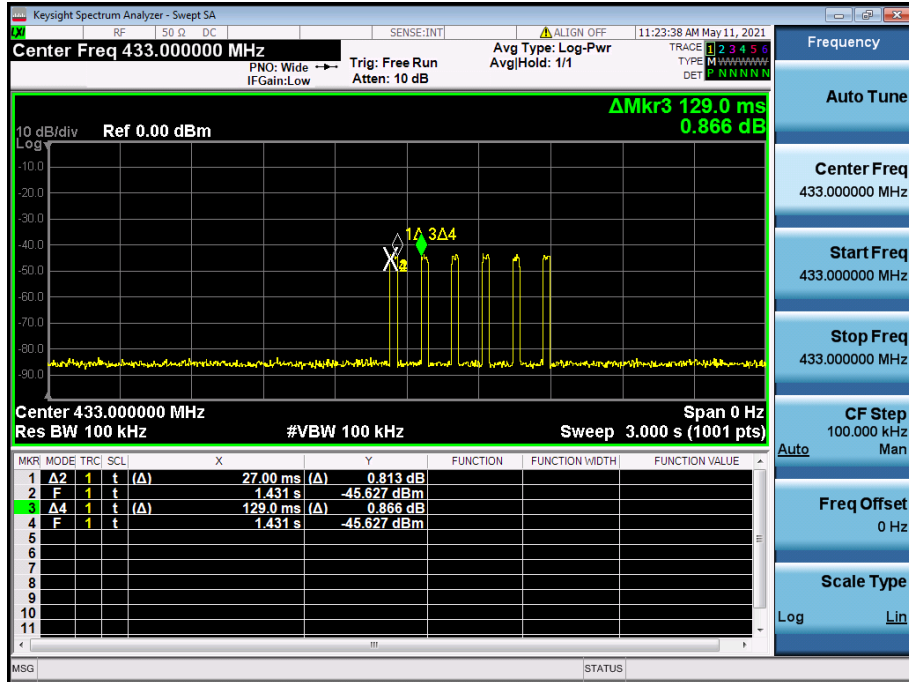 Keysight Spectrum Analyzer - Swept SA
LXI RF 50 Ω DC SENSE:INT ALIGN OFF 11:23:38 AM May 11, 2021
Center Freq 433.000000 MHz
PNO: Wide
IFGain:Low
Trig: Free Run
Atten: 10 dB
Avg Type: Log-Pwr
Avg|Hold: 1/1
TRACE 1 2 3 4 5 6
TYPE M WWWWW
DET P N N N N N
ΔMkr3 129.0 ms
0.866 dB
10 dB/div Ref 0.00 dBm
Log
-10.0
-20.0
-30.0
-40.0
-50.0
-60.0
-70.0
-80.0
-90.0
1Δ 3Δ4
X
Center 433.000000 MHz Span 0 Hz
Res BW 100 kHz #VBW 100 kHz Sweep 3.000 s (1001 pts)
MKR MODE TRC SCL X Y FUNCTION FUNCTION WIDTH FUNCTION VALUE
1 Δ2 1 t (Δ) 27.00 ms (Δ) 0.813 dB
2 F 1 t 1.431 s -45.627 dBm
3 Δ4 1 t (Δ) 129.0 ms (Δ) 0.866 dB
4 F 1 t 1.431 s -45.627 dBm
5
6
7
8
9
10
11
MSG STATUS
Frequency
Auto Tune
Center Freq
433.000000 MHz
Start Freq
433.000000 MHz
Stop Freq
433.000000 MHz
CF Step
100.000 kHz
Auto Man
Freq Offset
0 Hz
Scale Type
Log Lin